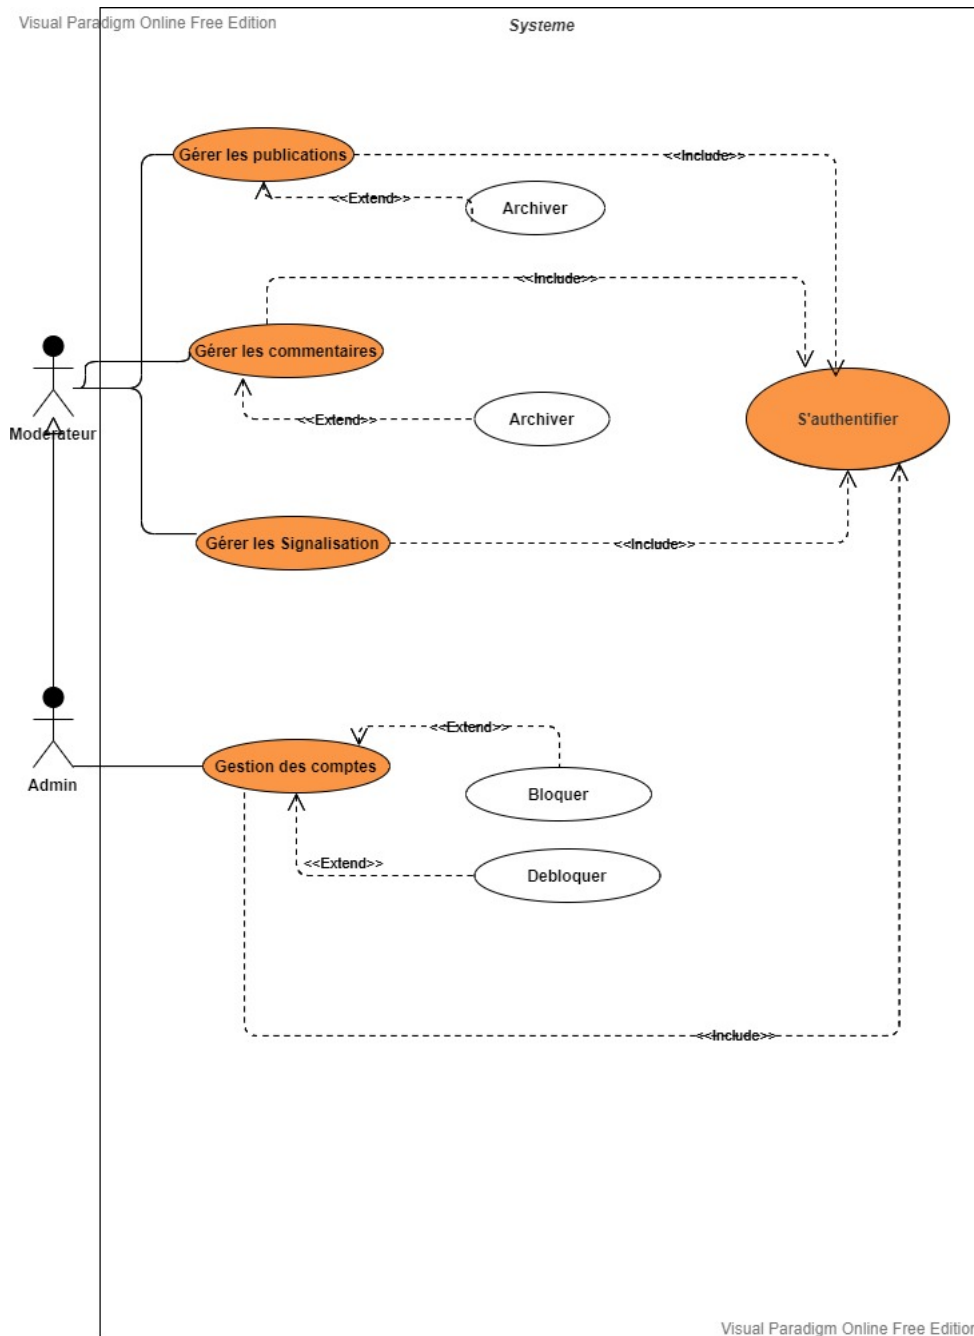 Visual Paradigm Online Free Edition
Systeme
Gérer les publications
<<Include>>
<<Extend>>
Archiver
<<Include>>
Gérer les commentaires
<<Extend>>
Archiver
S'authentifier
Modérateur
Gérer les Signalisation
<<Include>>
<<Extend>>
Gestion des comptes
Admin
Bloquer
<<Extend>>
Debloquer
<<Include>>
Visual Paradigm Online Free Edition